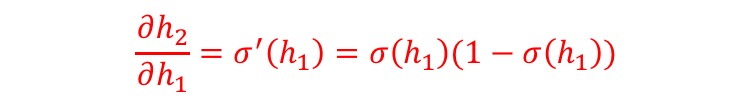 ∂h₂/∂h₁ = σ′(h₁) = σ(h₁)(1 − σ(h₁))